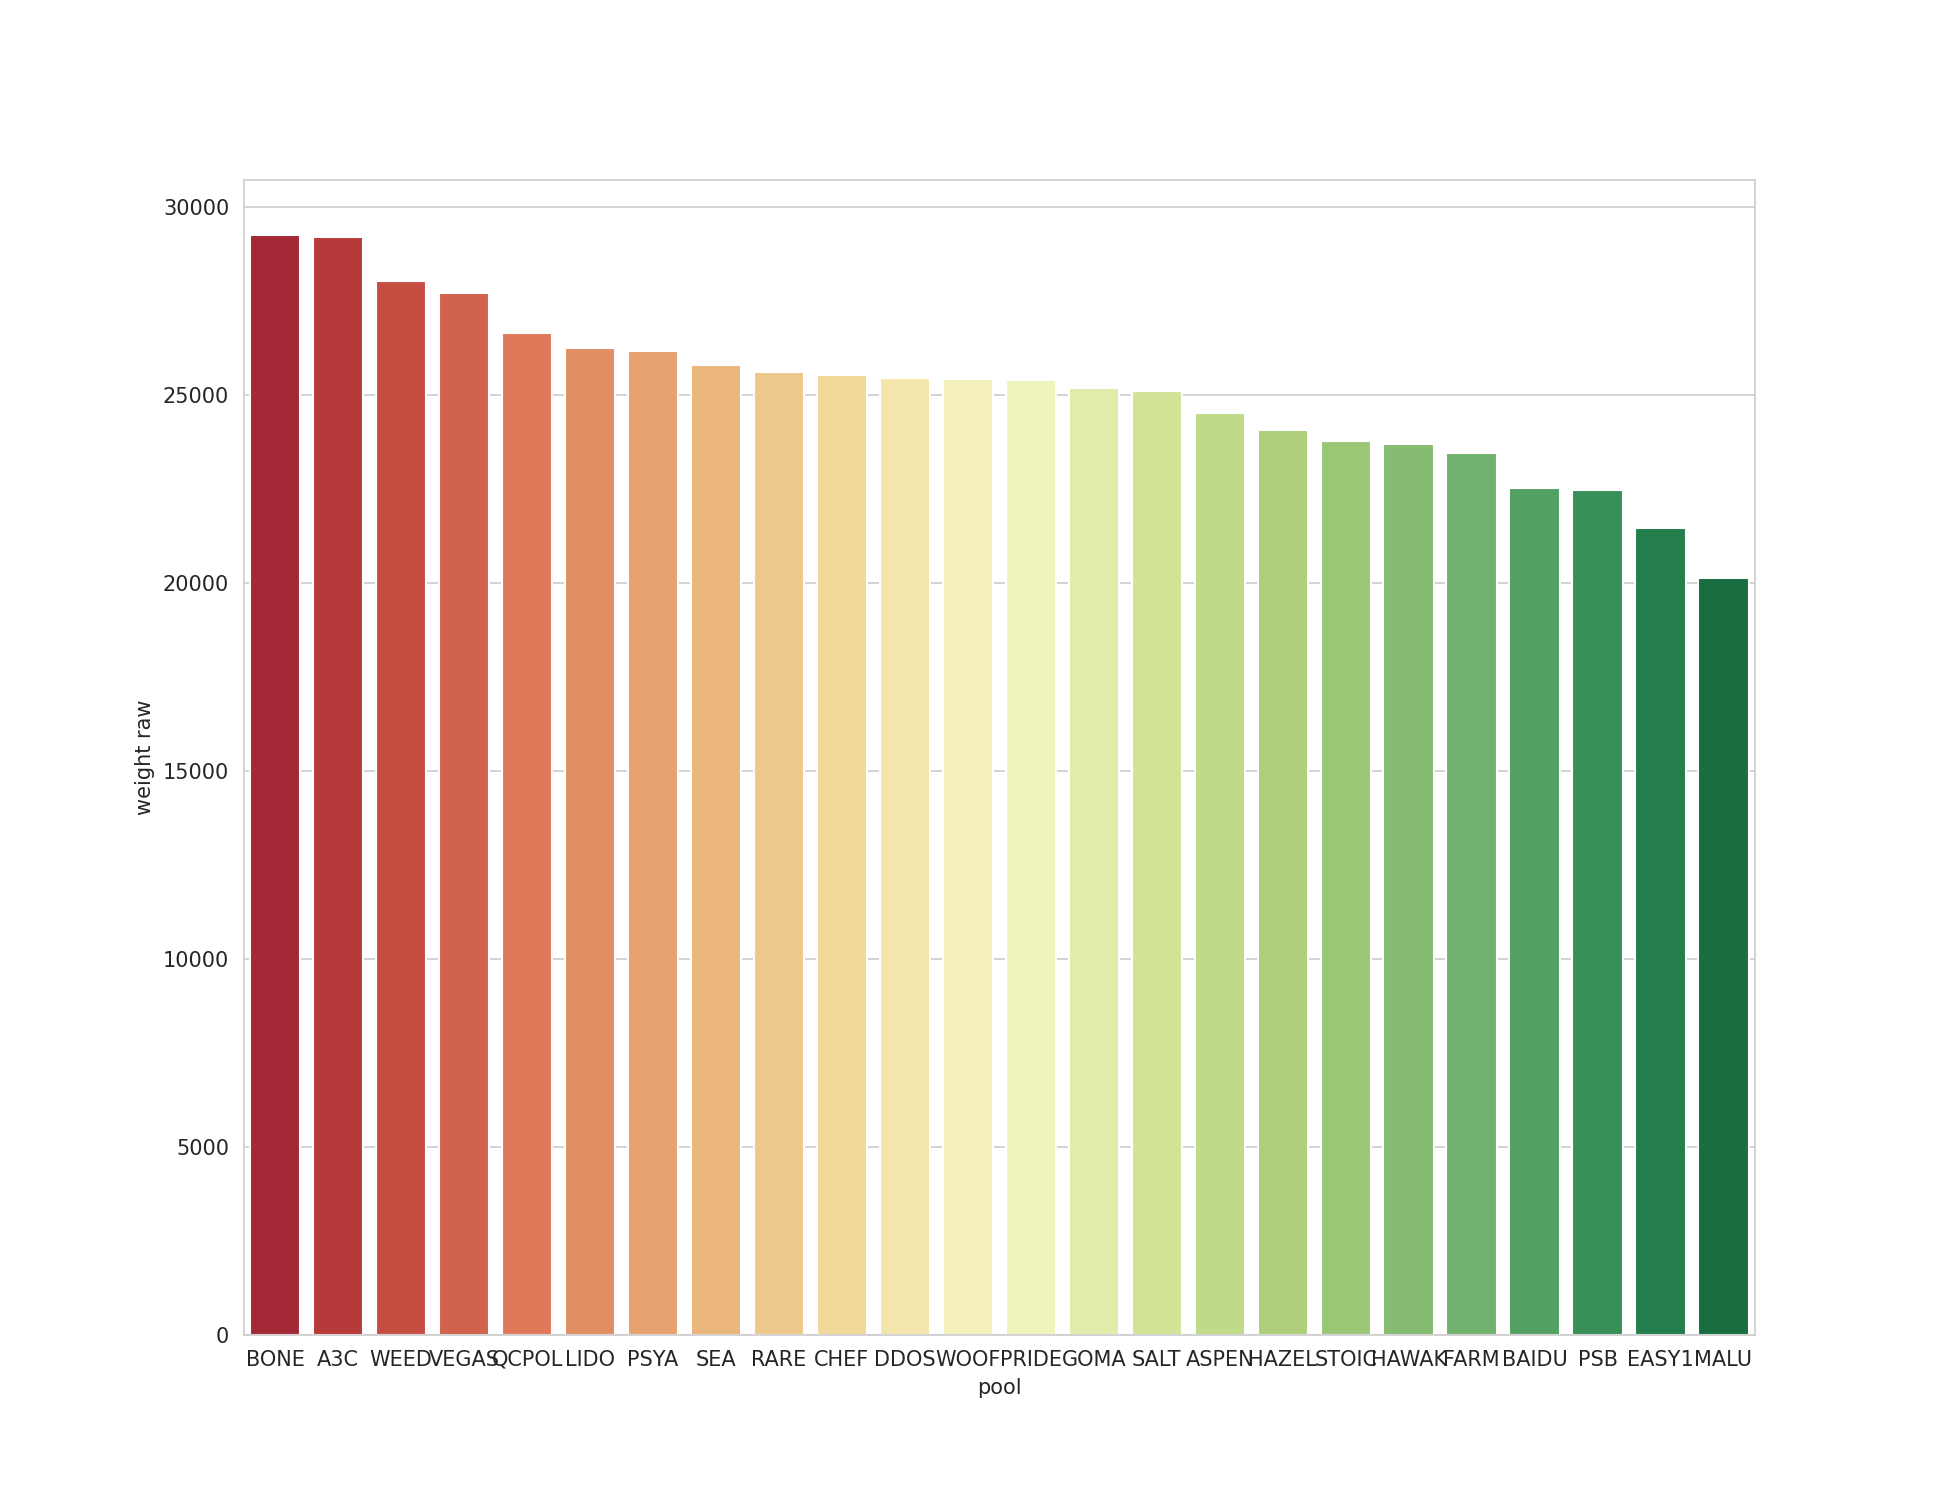 30000
25000
20000
15000
10000
5000
0
weight raw
BONE A3C WEED VEGAS QCPOL LIDO PSYA SEA RARE CHEF DDOS WOOF PRIDE GOMA SALT ASPEN HAZEL STOIC HAWAK FARM BAIDU PSB EASY1 MALU
pool